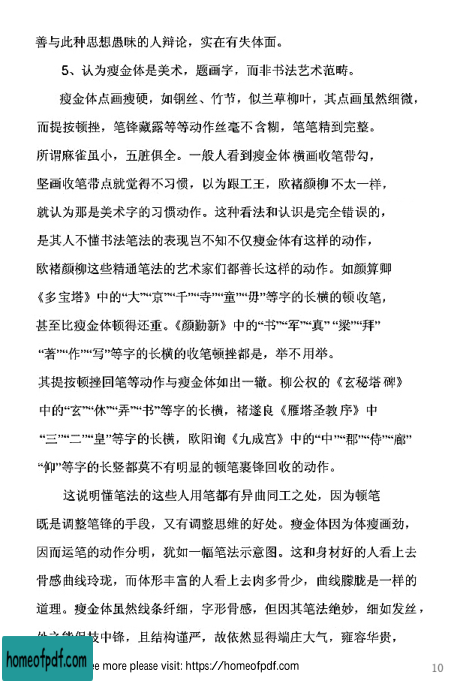 善与此种思想愚昧的人辩论，实在有失体面。
5、认为瘦金体是美术，题画字，而非书法艺术范畴。
瘦金体点画瘦硬，如钢丝、竹节，似兰草柳叶，其点画虽然细微，
而提按顿挫，笔锋藏露等等动作丝毫不含糊，笔笔精到完整。
所谓麻雀虽小，五脏俱全。一般人看到瘦金体横画收笔带勾，
坚画收笔带点就觉得不习惯，以为跟工王，欧褚颜柳不太一样，
就认为那是美术字的习惯动作。这种看法和认识是完全错误的，
是其人不懂书法笔法的表现岂不知不仅瘦金体有这样的动作，
欧褚颜柳这些精通笔法的艺术家们都善长这样的动作。如颜算卿
《多宝塔》中的“大”“京”“千”“寺”“童”“毋”等字的长横的顿收笔，
甚至比瘦金体顿得还重。《颜勤新》中的“书”“军”“真”“梁”“拜”
“著”“作”“写”等字的长横的收笔顿挫都是，举不用举。
其提按顿挫回笔等动作与瘦金体如出一辙。柳公权的《玄秘塔碑》
中的“玄”“休”“弄”“书”等字的长横，褚遂良《雁塔圣教序》中
“三”“二”“皇”等字的长横，欧阳询《九成宫》中的“中”“郡”“侍”“廊”
“仰”等字的长竖都莫不有明显的顿笔裹锋回收的动作。
这说明懂笔法的这些人用笔都有异曲同工之处，因为顿笔
既是调整笔锋的手段，又有调整思维的好处。瘦金体因为体瘦画劲，
因而运笔的动作分明，犹如一幅笔法示意图。这和身材好的人看上去
骨感曲线玲珑，而体形丰富的人看上去肉多骨少，曲线朦胧是一样的
道理。瘦金体虽然线条纤细，字形骨感，但因其笔法绝妙，细如发丝，
中锋，且结构谨严，故依然显得端庄大气，雍容华贵，
homeofpdf.com
ee more please visit: https://homeofpdf.com
10